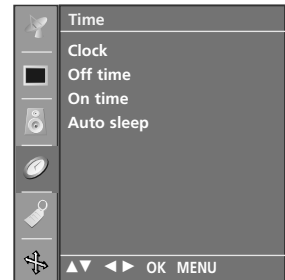 Time
Clock
Off time
On time
Auto sleep
▲▼ ◄► OK MENU